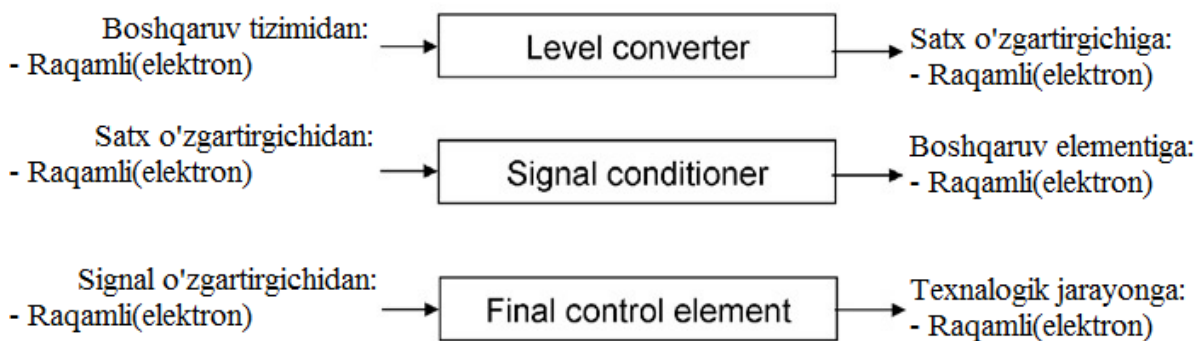 Boshqaruv tizimidan:
- Raqamli(elektron)
Level converter
Satx o'zgartirgichiga:
- Raqamli(elektron)
Satx o'zgartirgichidan:
- Raqamli(elektron)
Signal conditioner
Boshqaruv elementiga:
- Raqamli(elektron)
Signal o'zgartirgichidan:
- Raqamli(elektron)
Final control element
Texnalogik jarayonga:
- Raqamli(elektron)